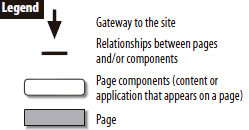 Legend
Gateway to the site
Relationships between pages
and/or components
Page components (content or
application that appears on a page)
Page